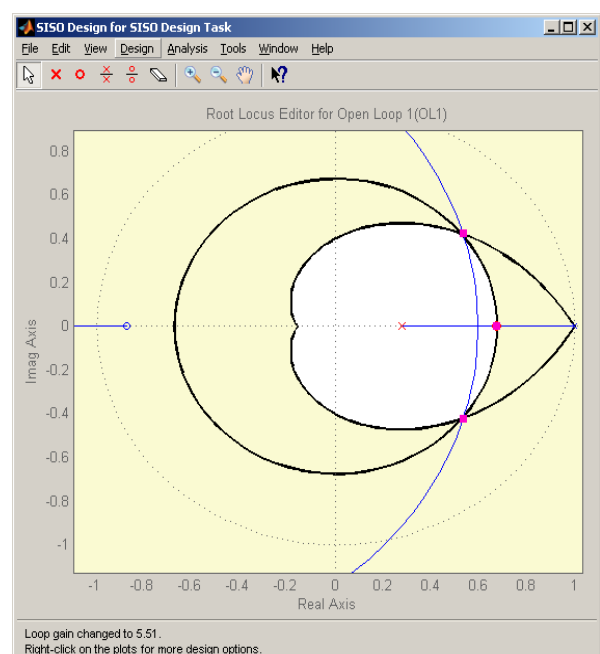 SISO Design for SISO Design Task
File Edit View Design Analysis Tools Window Help
Root Locus Editor for Open Loop 1(OL1)
0.8
0.6
0.4
0.2
0
-0.2
-0.4
-0.6
-0.8
-1
Imag Axis
-1 -0.8 -0.6 -0.4 -0.2 0 0.2 0.4 0.6 0.8 1
Real Axis
Loop gain changed to 5.51.
Right-click on the plots for more design options.